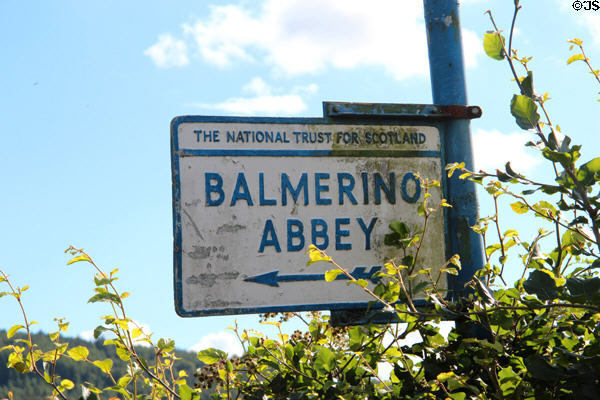 ©JS
THE NATIONAL TRUST FOR SCOTLAND
BALMERINO
ABBEY